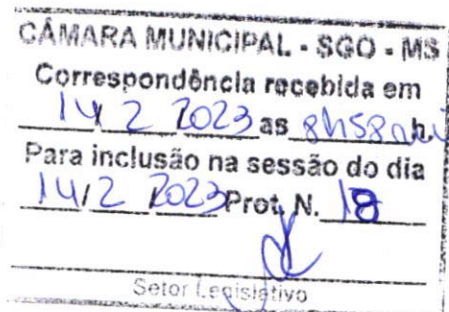 CÂMARA MUNICIPAL - SGO - MS
Correspondência recebida em
14/ 2 2023 as 8h58 h.
Para inclusão na sessão do dia
14/ 2 /2023 Prot. N. 18
Setor Legislativo